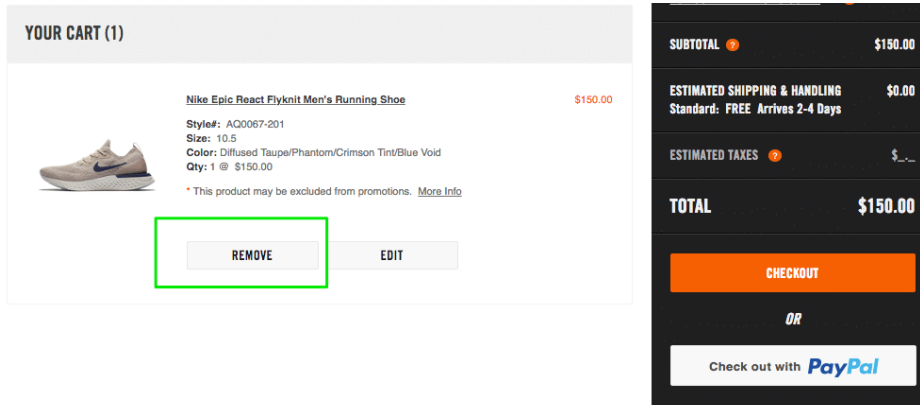 YOUR CART (1)
Nike Epic React Flyknit Men's Running Shoe
$150.00
Style#: AQ0067-201
Size: 10.5
Color: Diffused Taupe/Phantom/Crimson Tint/Blue Void
Qty: 1 @ $150.00
* This product may be excluded from promotions. More Info
REMOVE
EDIT
SUBTOTAL ? $150.00
ESTIMATED SHIPPING & HANDLING $0.00
Standard: FREE Arrives 2-4 Days
ESTIMATED TAXES ? $_._
TOTAL $150.00
CHECKOUT
OR
Check out with PayPal